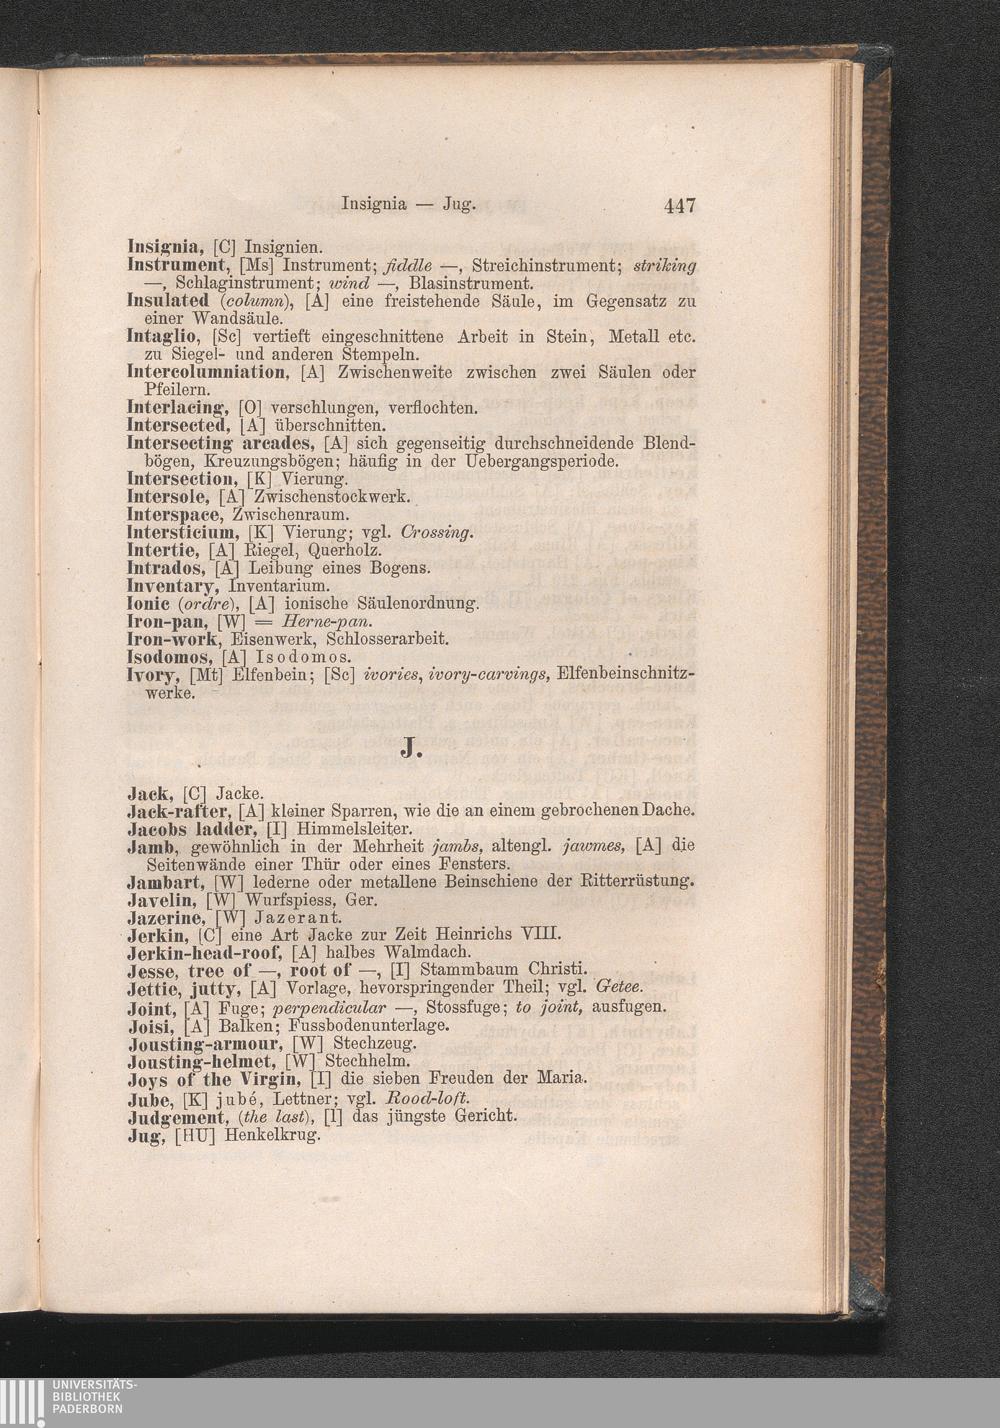 Insignia — Jug. 447
Insignia, [C] Insignien.
Instrument, [Ms] Instrument; fiddle —, Streichinstrument; striking
—, Schlaginstrument; wind —, Blasinstrument.
Insulated (column), [A] eine freistehende Säule, im Gegensatz zu
einer Wandsäule.
Intaglio, [Sc] vertieft eingeschnittene Arbeit in Stein, Metall etc.
zu Siegel- und anderen Stempeln.
Intercolumniation, [A] Zwischenweite zwischen zwei Säulen oder
Pfeilern.
Interlacing, [O] verschlungen, verflochten.
Intersected, [A] überschnitten.
Intersecting arcades, [A] sich gegenseitig durchschneidende Blend-
bögen, Kreuzungsbögen; häufig in der Uebergangsperiode.
Intersection, [K] Vierung.
Intersole, [A] Zwischenstockwerk.
Interspace, Zwischenraum.
Intersticium, [K] Vierung; vgl. Crossing.
Intertie, [A] Riegel, Querholz.
Intrados, [A] Leibung eines Bogens.
Inventary, Inventarium.
Ionic (ordre), [A] ionische Säulenordnung.
Iron-pan, [W] = Herne-pan.
Iron-work, Eisenwerk, Schlosserarbeit.
Isodomos, [A] Isodomos.
Ivory, [Mt] Elfenbein; [Sc] ivories, ivory-carvings, Elfenbeinschnitz-
werke.
J.
Jack, [C] Jacke.
Jack-rafter, [A] kleiner Sparren, wie die an einem gebrochenen Dache.
Jacobs ladder, [I] Himmelsleiter.
Jamb, gewöhnlich in der Mehrheit jambs, altengl. jawmes, [A] die
Seitenwände einer Thür oder eines Fensters.
Jambart, [W] lederne oder metallene Beinschiene der Ritterrüstung.
Javelin, [W] Wurfspiess, Ger.
Jazerine, [W] Jazerant.
Jerkin, [C] eine Art Jacke zur Zeit Heinrichs VIII.
Jerkin-head-roof, [A] halbes Walmdach.
Jesse, tree of —, root of —, [I] Stammbaum Christi.
Jettie, jutty, [A] Vorlage, hevorspringender Theil; vgl. Getee.
Joint, [A] Fuge; perpendicular —, Stossfuge; to joint, ausfugen.
Joisi, [A] Balken; Fussbodenunterlage.
Jousting-armour, [W] Stechzeug.
Jousting-helmet, [W] Stechhelm.
Joys of the Virgin, [I] die sieben Freuden der Maria.
Jube, [K] jubé, Lettner; vgl. Rood-loft.
Judgement, (the last), [I] das jüngste Gericht.
Jug, [HU] Henkelkrug.
UNIVERSITÄTS-
BIBLIOTHEK
PADERBORN